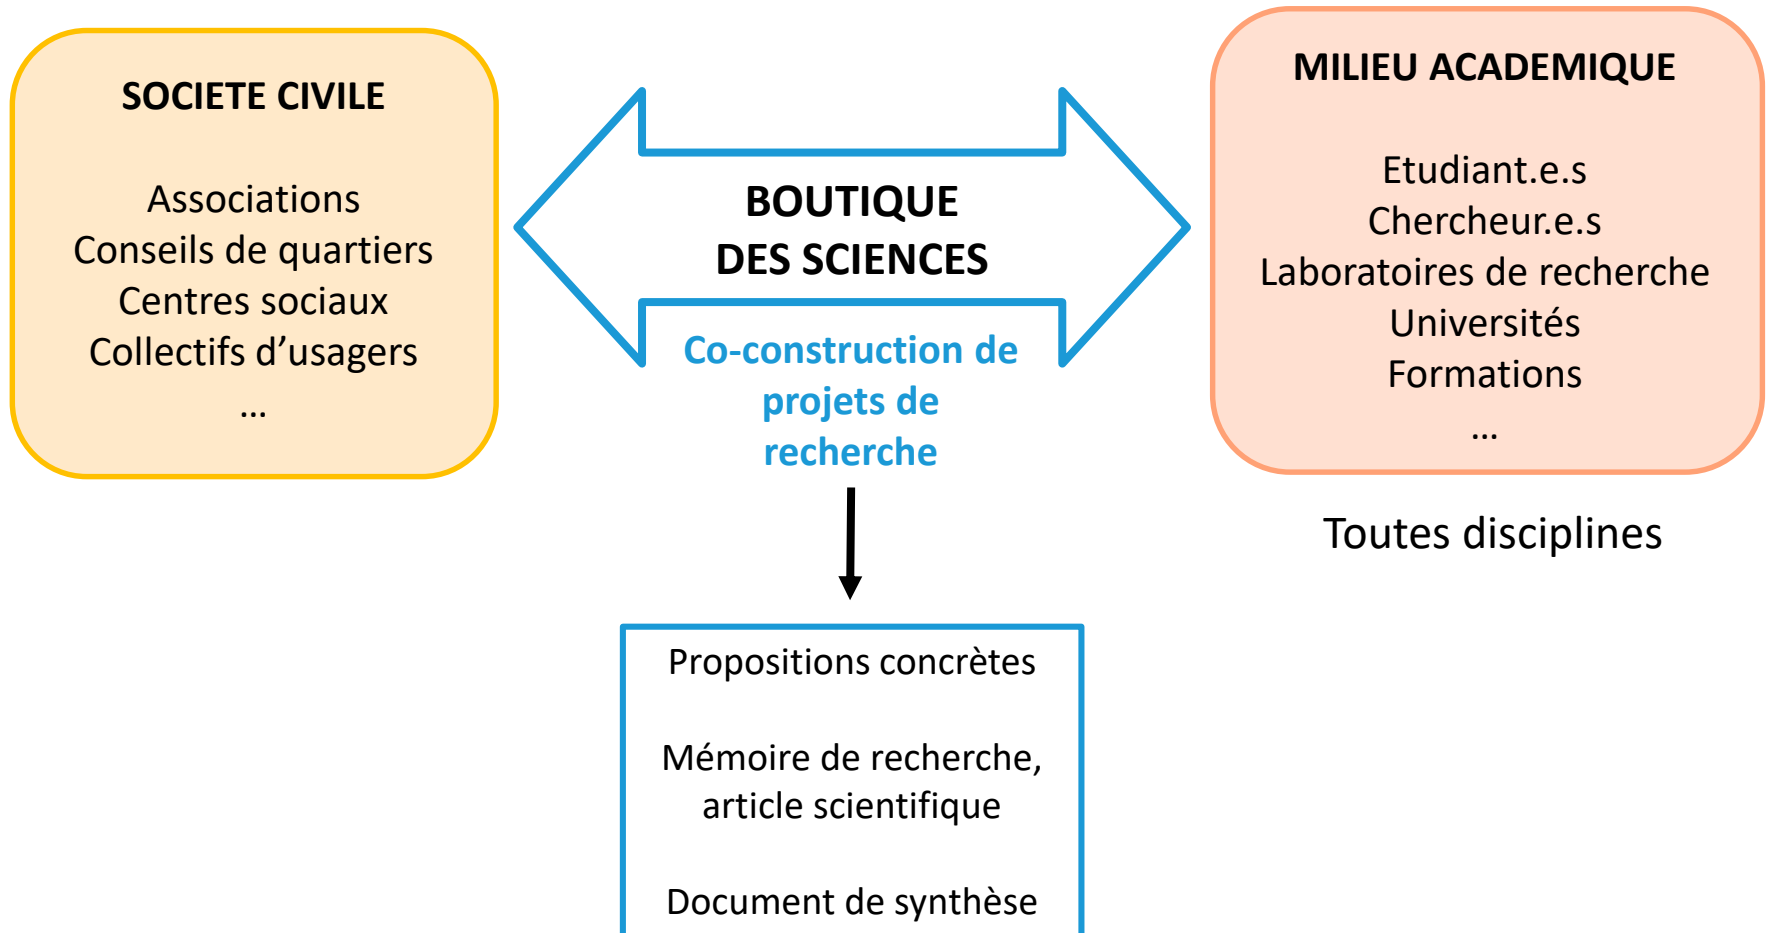 SOCIETE CIVILE
Associations
Conseils de quartiers
Centres sociaux
Collectifs d’usagers
...
BOUTIQUE
DES SCIENCES
Co-construction de
projets de
recherche
MILIEU ACADEMIQUE
Etudiant.e.s
Chercheur.e.s
Laboratoires de recherche
Universités
Formations
...
Toutes disciplines
Propositions concrètes
Mémoire de recherche,
article scientifique
Document de synthèse